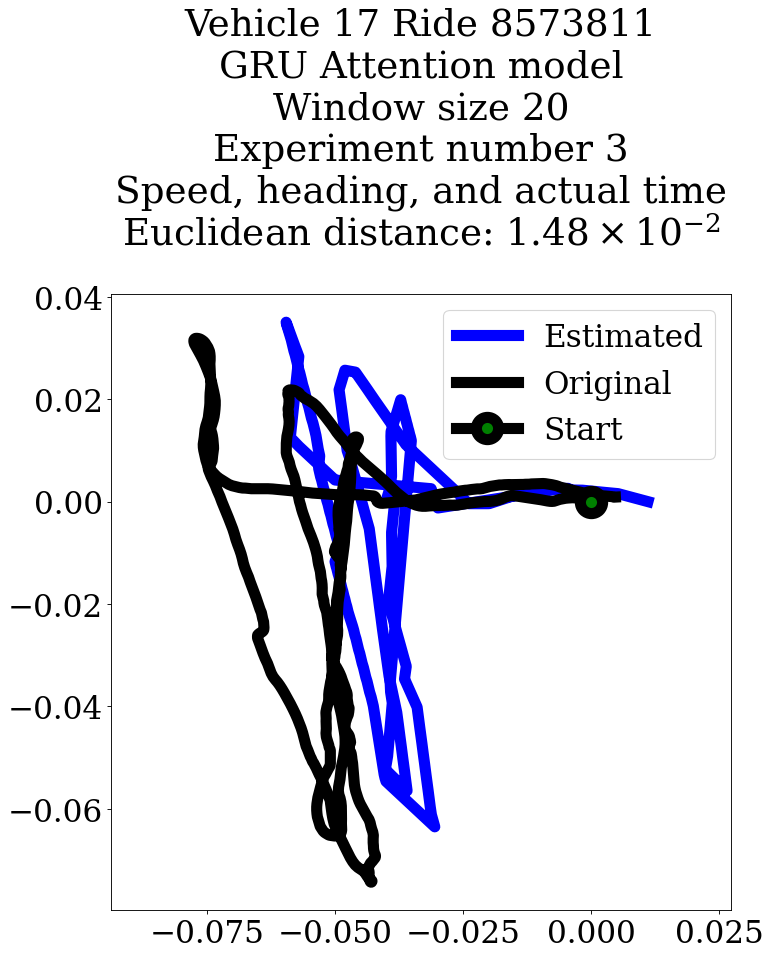 Vehicle 17 Ride 8573811
GRU Attention model
Window size 20
Experiment number 3
Speed, heading, and actual time
Euclidean distance: 1.48 × 10⁻²
0.04
0.02
0.00
−0.02
−0.04
−0.06
Estimated
Original
Start
−0.075 −0.050 −0.025 0.000 0.025